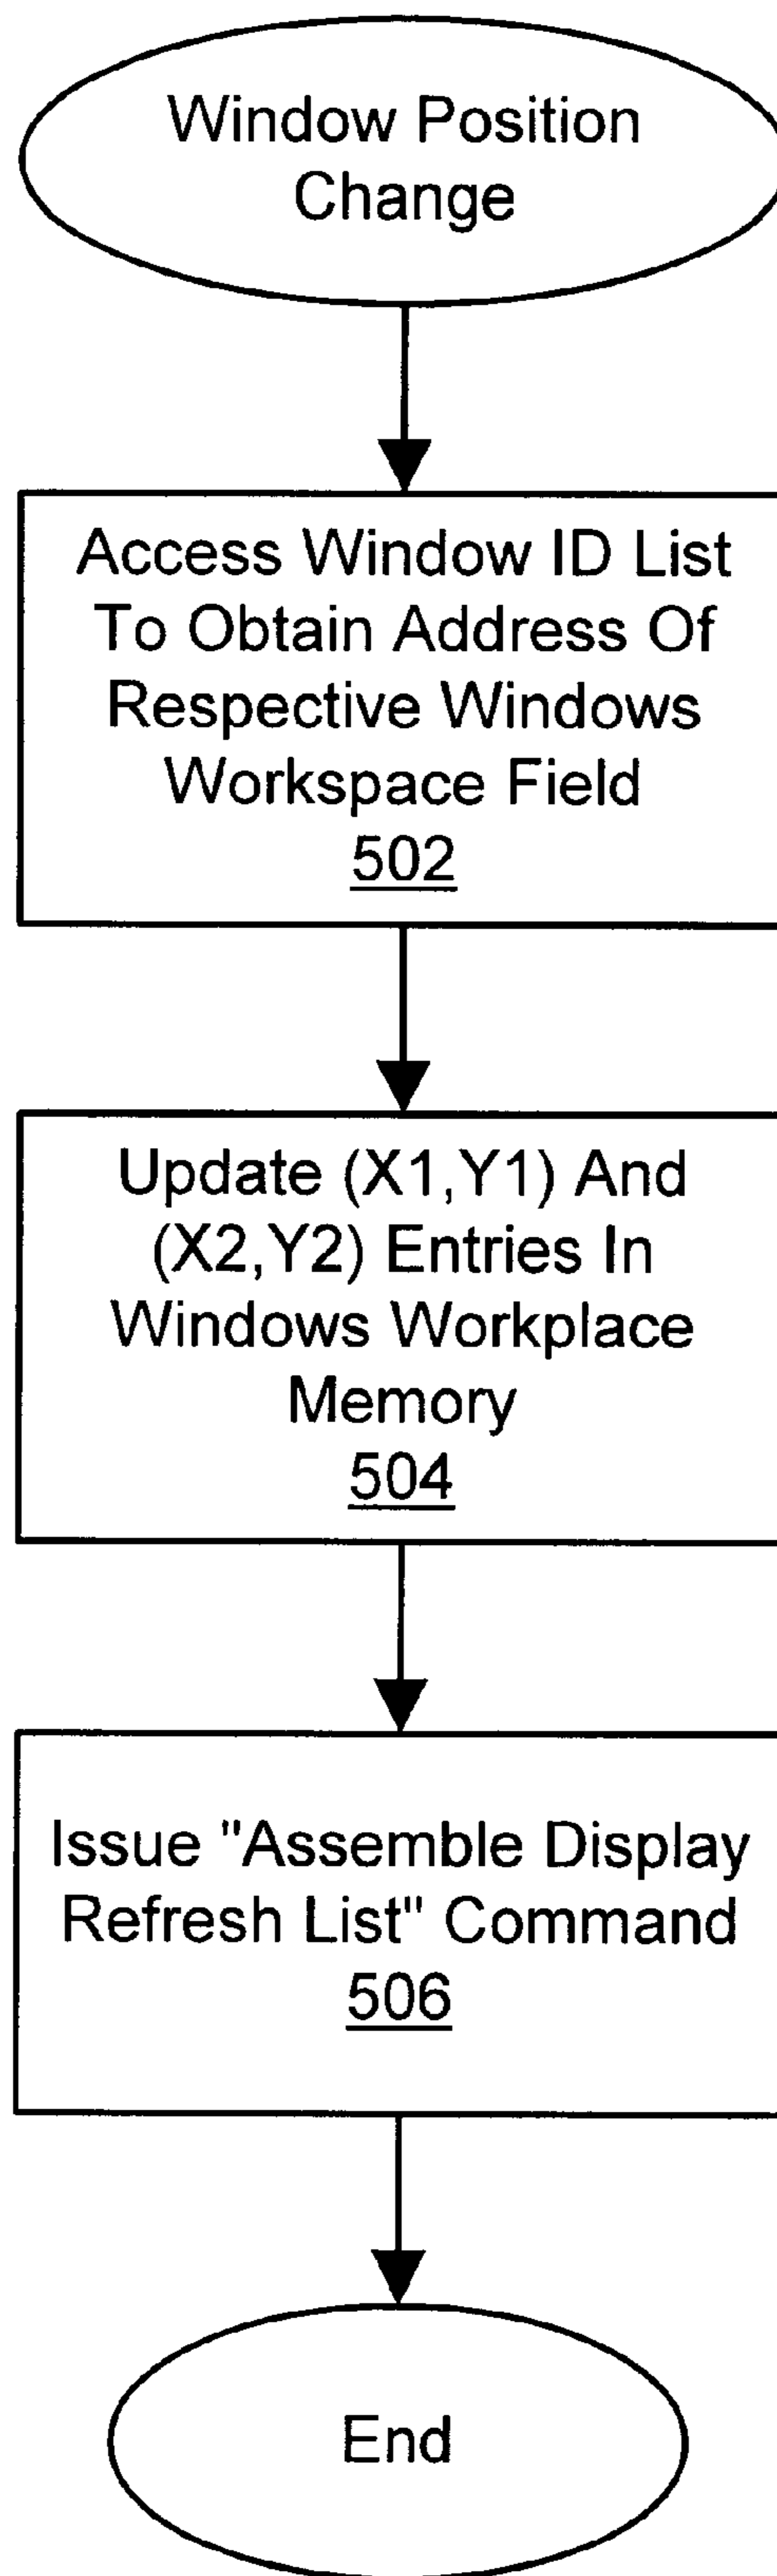 Window Position
Change
Access Window ID List
To Obtain Address Of
Respective Windows
Workspace Field
502
Update (X1,Y1) And
(X2,Y2) Entries In
Windows Workplace
Memory
504
Issue "Assemble Display
Refresh List" Command
506
End